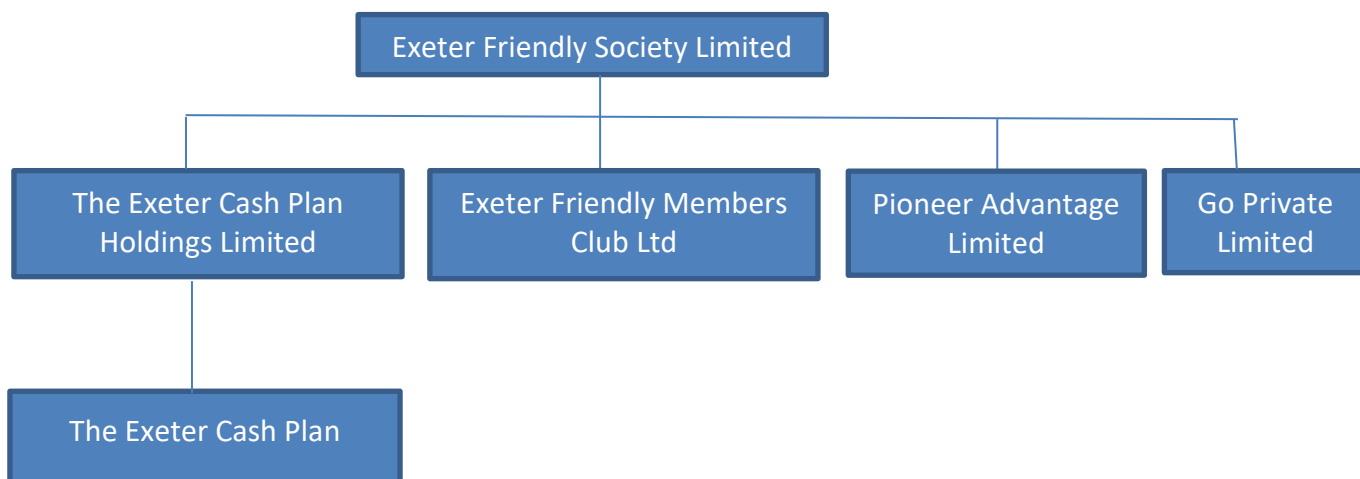 Exeter Friendly Society Limited
The Exeter Cash Plan
Holdings Limited
Exeter Friendly Members
Club Ltd
Pioneer Advantage
Limited
Go Private
Limited
The Exeter Cash Plan